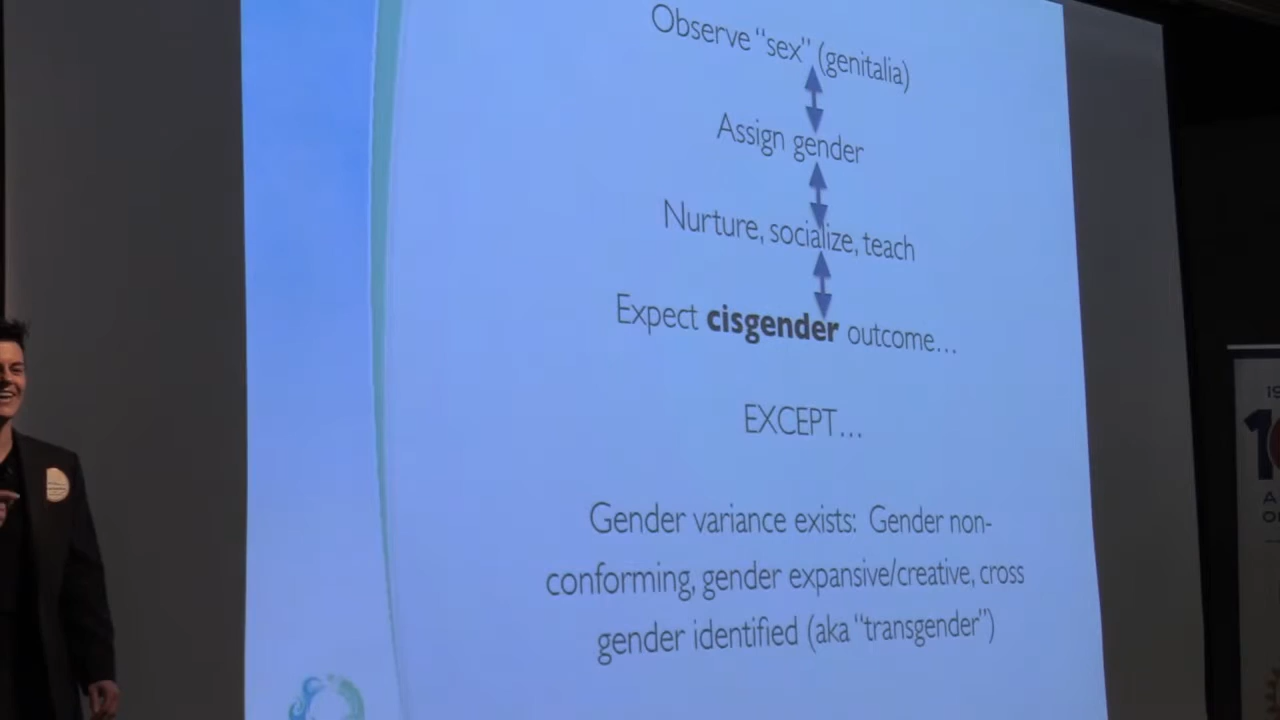 Observe “sex” (genitalia)
Assign gender
Nurture, socialize, teach
Expect cisgender outcome…
EXCEPT…
Gender variance exists: Gender non-
conforming, gender expansive/creative, cross
gender identified (aka “transgender”)